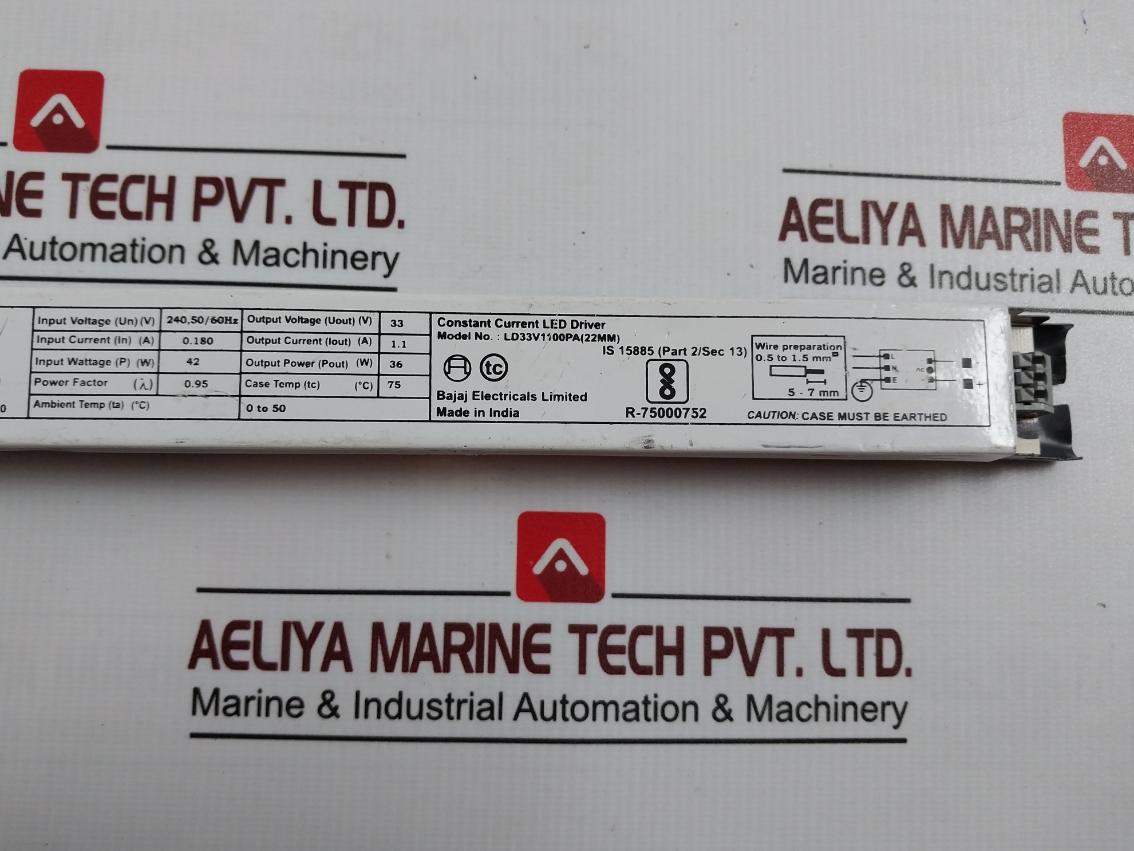 NE TECH PVT. LTD.
Automation & Machinery
AELIYA MARINE T
Marine & Industrial Auto
Input Voltage (Un) (V) 240,50/60Hz Output Voltage (Uout) (V) 33
Input Current (In) (A) 0.180 Output Current (Iout) (A) 1.1
Input Wattage (P) (W) 42 Output Power (Pout) (W) 36
Power Factor (λ) 0.95 Case Temp (tc) (°C) 75
0 Ambient Temp (ta) (°C) 0 to 50
Constant Current LED Driver
Model No. : LD33V1100PA(22MM)
IS 15885 (Part 2/Sec 13)
tc
Bajaj Electricals Limited
Made in India
R-75000752
Wire preparation
0.5 to 1.5 mm²
5 - 7 mm
L
N
E
+
CAUTION: CASE MUST BE EARTHED
AELIYA MARINE TECH PVT. LTD.
Marine & Industrial Automation & Machinery